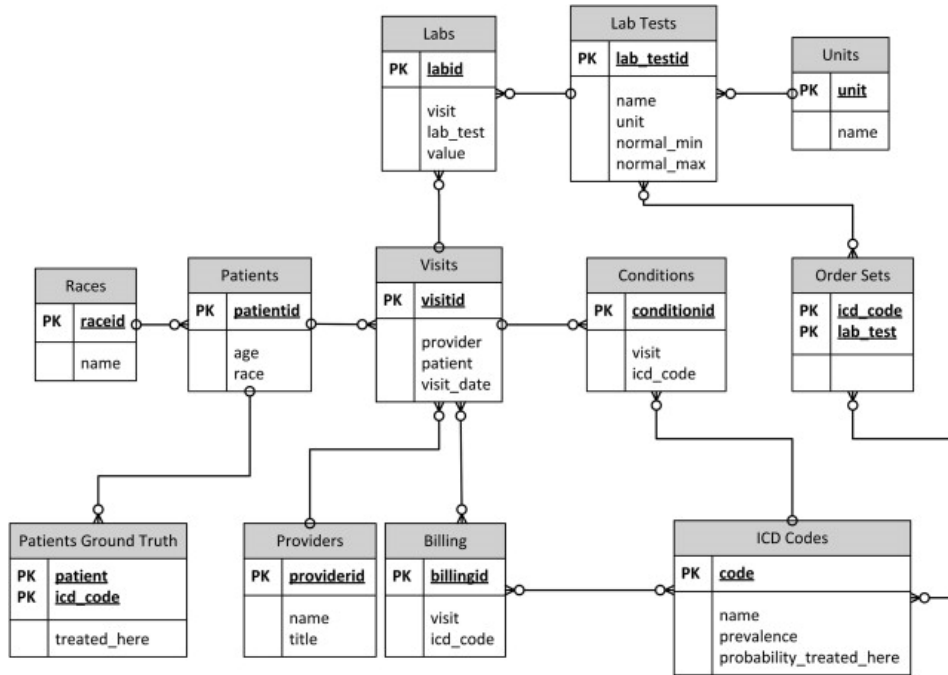 Labs
PK labid
visit
lab_test
value
Lab Tests
PK lab_testid
name
unit
normal_min
normal_max
Units
PK unit
name
Races
PK raceid
name
Patients
PK patientid
age
race
Visits
PK visitid
provider
patient
visit_date
Conditions
PK conditionid
visit
icd_code
Order Sets
PK icd_code
PK lab_test
Patients Ground Truth
PK patient
PK icd_code
treated_here
Providers
PK providerid
name
title
Billing
PK billingid
visit
icd_code
ICD Codes
PK code
name
prevalence
probability_treated_here